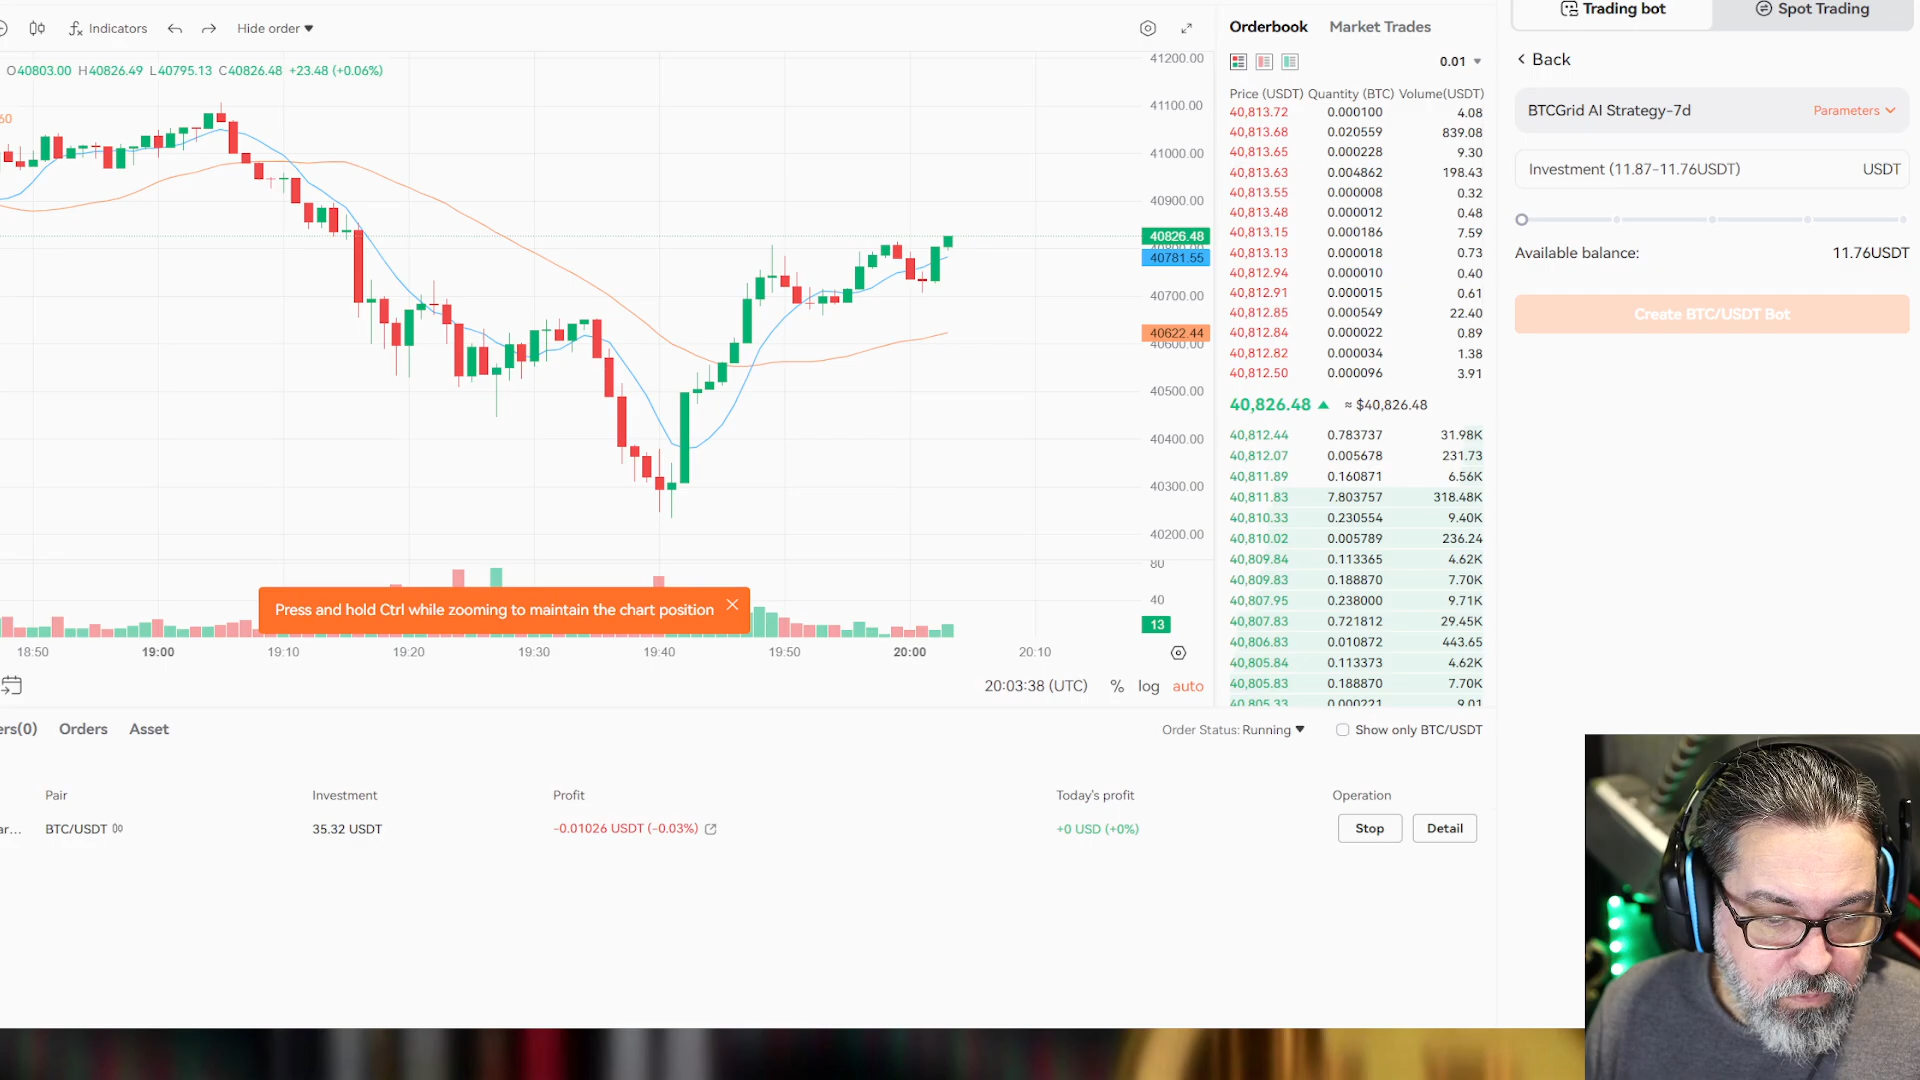 Indicators
Hide order
O40803.00 H40826.49 L40795.13 C40826.48 +23.48 (+0.06%)
60
41200.00
41100.00
41000.00
40900.00
40826.48
40781.55
40700.00
40622.44
40600.00
40500.00
40400.00
40300.00
40200.00
80
40
13
Press and hold Ctrl while zooming to maintain the chart position
18:50 19:00 19:10 19:20 19:30 19:40 19:50 20:00 20:10
20:03:38 (UTC) % log auto
Orderbook Market Trades
0.01
Price (USDT) Quantity (BTC) Volume(USDT)
40,813.72 0.000100 4.08
40,813.68 0.020559 839.08
40,813.65 0.000228 9.30
40,813.63 0.004862 198.43
40,813.55 0.000008 0.32
40,813.48 0.000012 0.48
40,813.15 0.000186 7.59
40,813.13 0.000018 0.73
40,812.94 0.000010 0.40
40,812.91 0.000015 0.61
40,812.85 0.000549 22.40
40,812.84 0.000022 0.89
40,812.82 0.000034 1.38
40,812.50 0.000096 3.91
40,826.48 ≈ $40,826.48
40,812.44 0.783737 31.98K
40,812.07 0.005678 231.73
40,811.89 0.160871 6.56K
40,811.83 7.803757 318.48K
40,810.33 0.230554 9.40K
40,810.02 0.005789 236.24
40,809.84 0.113365 4.62K
40,809.83 0.188870 7.70K
40,807.95 0.238000 9.71K
40,807.83 0.721812 29.45K
40,806.83 0.010872 443.65
40,805.84 0.113373 4.62K
40,805.83 0.188870 7.70K
40,805.33 0.000221 9.01
Trading bot Spot Trading
Back
BTCGrid AI Strategy-7d Parameters
Investment (11.87-11.76USDT) USDT
Available balance: 11.76USDT
Create BTC/USDT Bot
ers(0) Orders Asset
Order Status: Running Show only BTC/USDT
Pair Investment Profit Today's profit Operation
ar... BTC/USDT 35.32 USDT -0.01026 USDT (-0.03%) +0 USD (+0%) Stop Detail